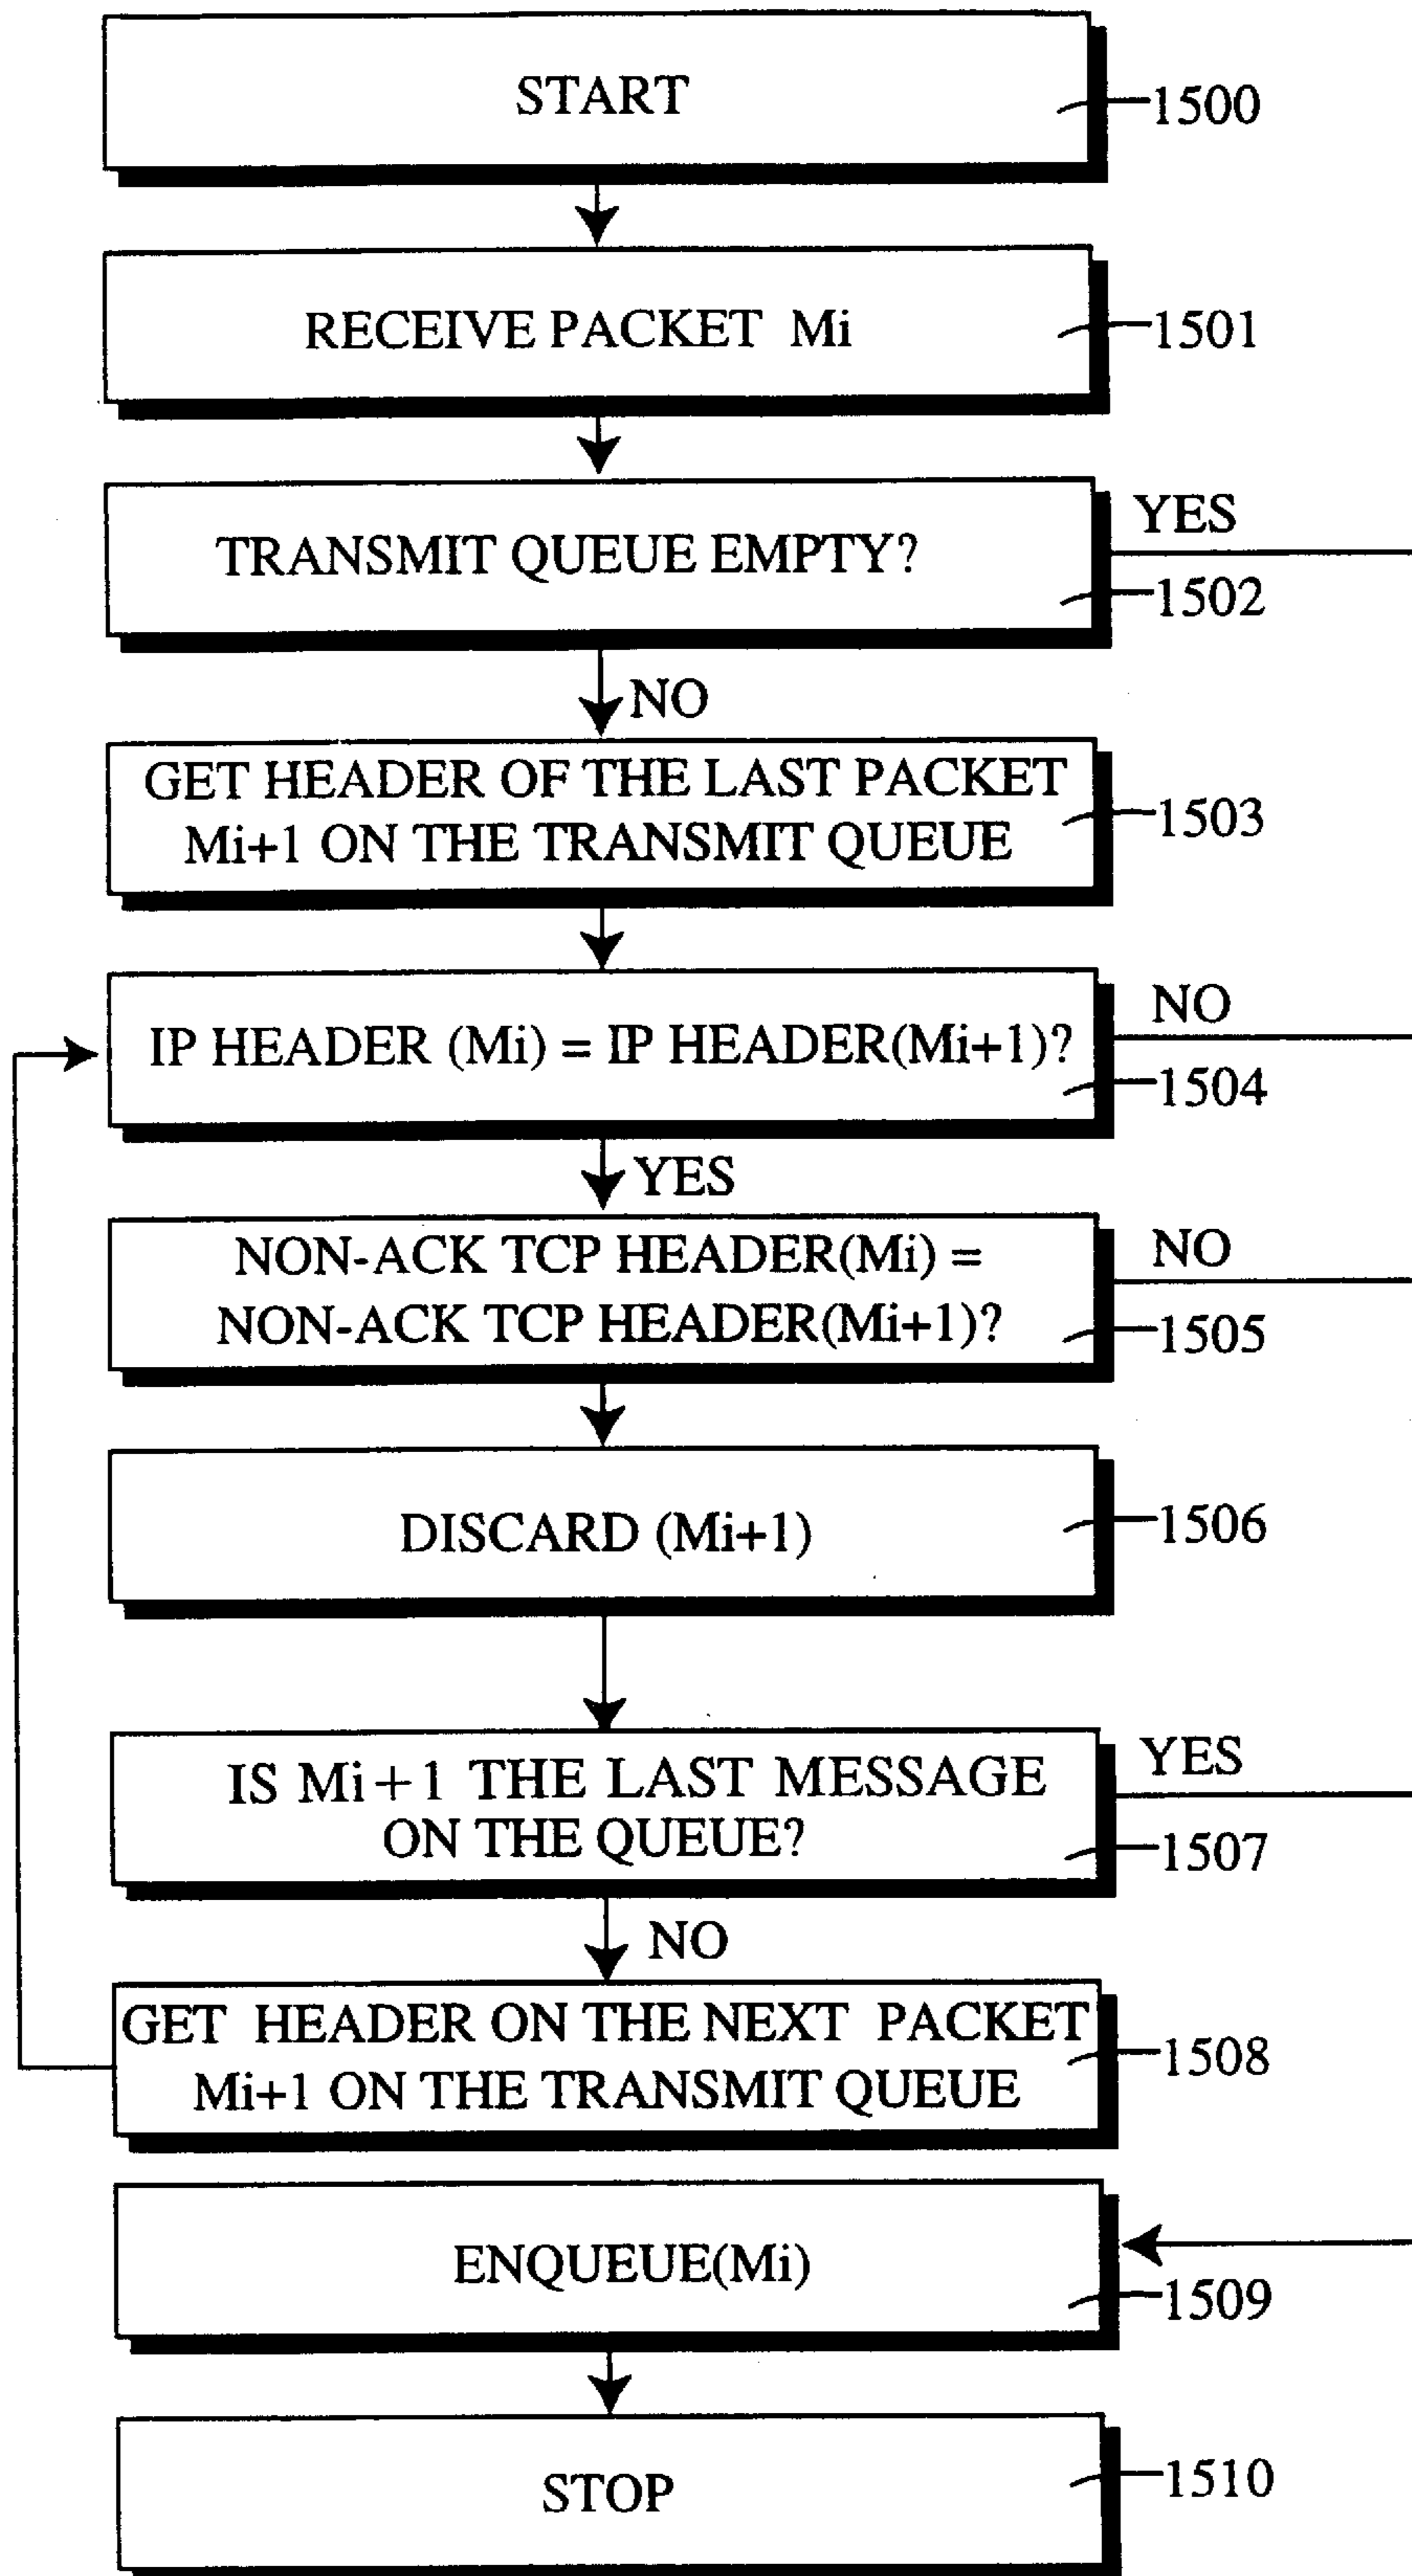 START
1500
RECEIVE PACKET Mi
1501
TRANSMIT QUEUE EMPTY?
YES
1502
NO
GET HEADER OF THE LAST PACKET
Mi+1 ON THE TRANSMIT QUEUE
1503
IP HEADER (Mi) = IP HEADER(Mi+1)?
NO
1504
YES
NON-ACK TCP HEADER(Mi) =
NON-ACK TCP HEADER(Mi+1)?
NO
1505
DISCARD (Mi+1)
1506
IS Mi+1 THE LAST MESSAGE
ON THE QUEUE?
YES
1507
NO
GET HEADER ON THE NEXT PACKET
Mi+1 ON THE TRANSMIT QUEUE
1508
ENQUEUE(Mi)
1509
STOP
1510